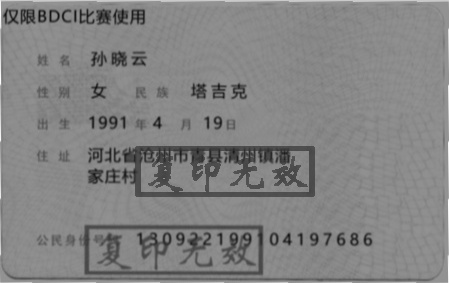 仅限BDCI比赛使用
姓名 孙晓云
性别 女 民族 塔吉克
出生 1991 年 4 月 19 日
住址 河北省沧州市青县清州镇潘
家庄村
复印无效
公民身份号 130922199104197686
复印无效